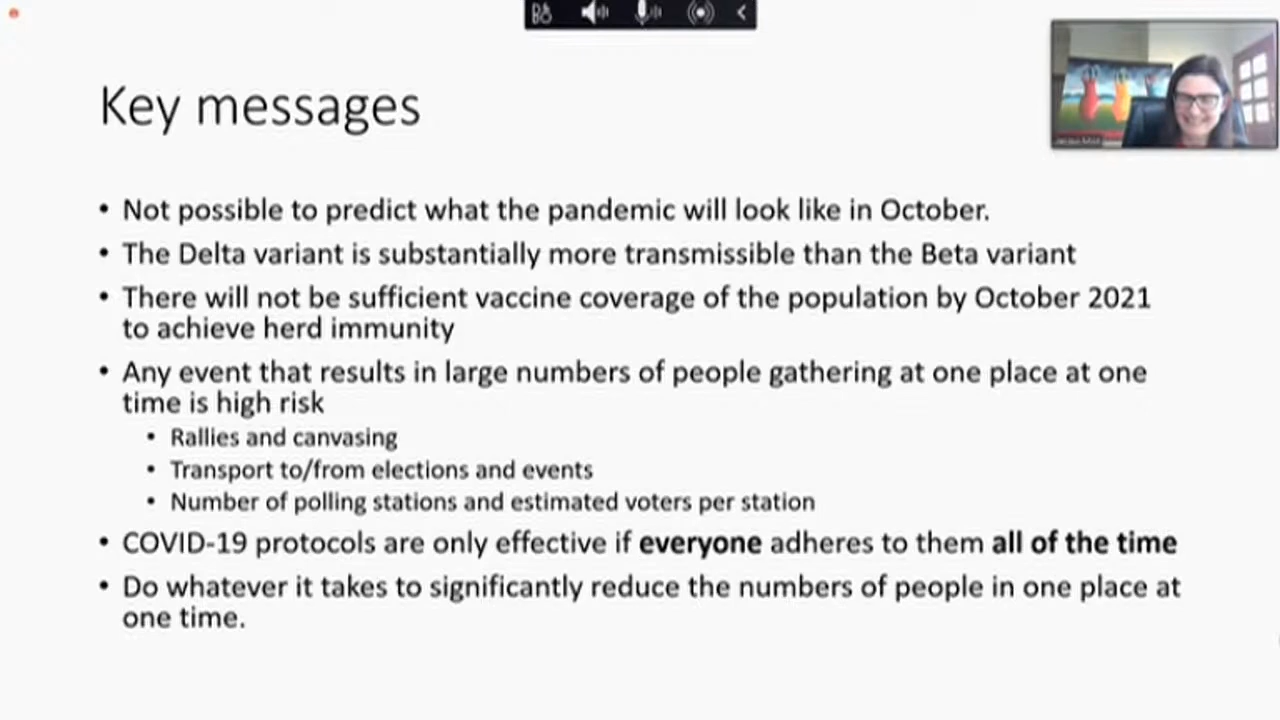 Key messages
• Not possible to predict what the pandemic will look like in October.
• The Delta variant is substantially more transmissible than the Beta variant
• There will not be sufficient vaccine coverage of the population by October 2021
to achieve herd immunity
• Any event that results in large numbers of people gathering at one place at one
time is high risk
• Rallies and canvasing
• Transport to/from elections and events
• Number of polling stations and estimated voters per station
• COVID-19 protocols are only effective if everyone adheres to them all of the time
• Do whatever it takes to significantly reduce the numbers of people in one place at
one time.